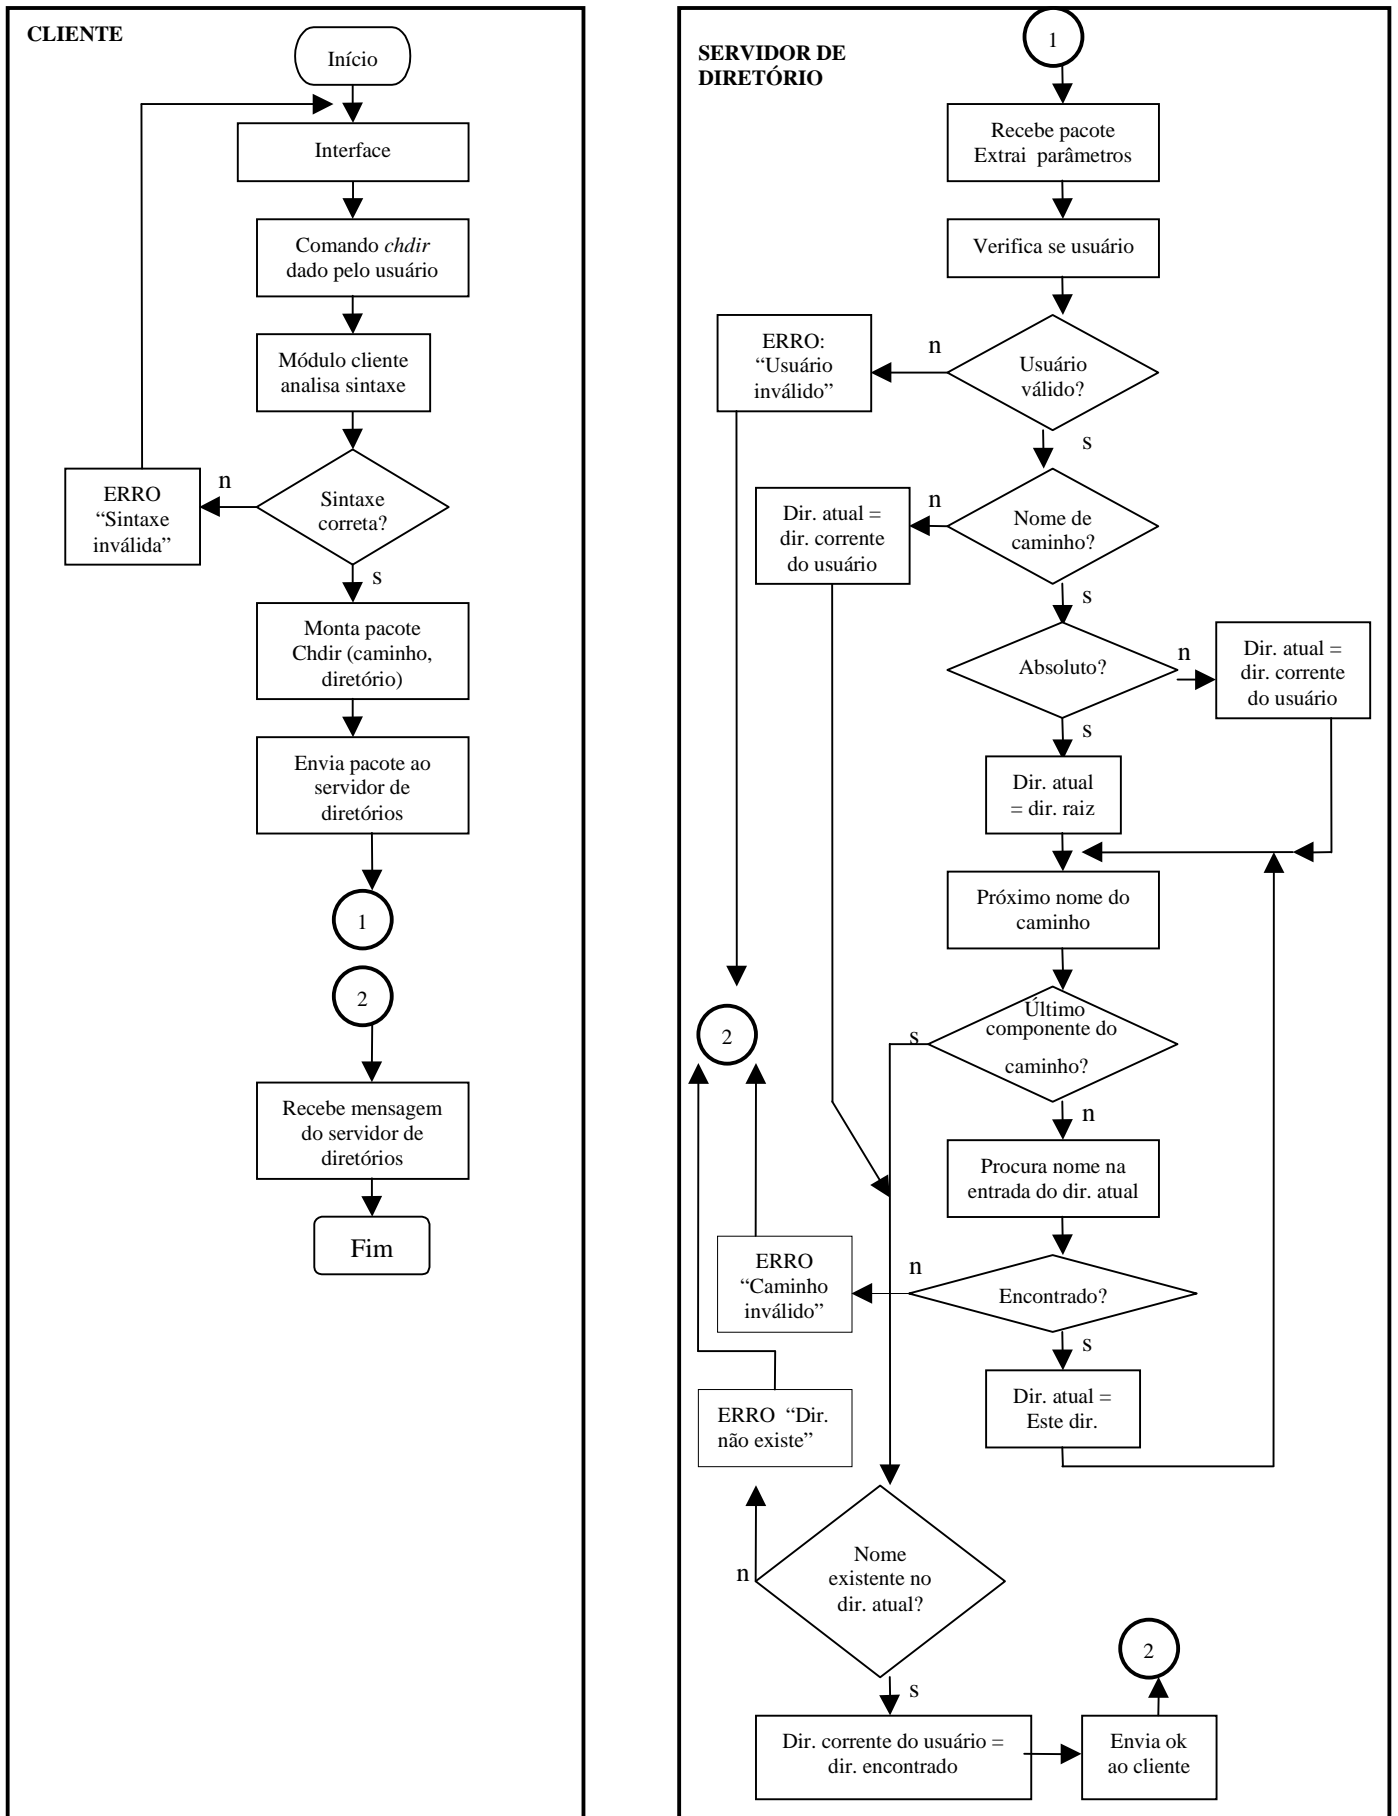 CLIENTE
Início
Interface
Comando chdir
dado pelo usuário
Módulo cliente
analisa sintaxe
Sintaxe
correta?
n
ERRO
“Sintaxe
inválida”
s
Monta pacote
Chdir (caminho,
diretório)
Envia pacote ao
servidor de
diretórios
1
2
Recebe mensagem
do servidor de
diretórios
Fim
SERVIDOR DE
DIRETÓRIO
1
Recebe pacote
Extrai parâmetros
Verifica se usuário
Usuário
válido?
n
ERRO:
“Usuário
inválido”
s
Nome de
caminho?
n
Dir. atual =
dir. corrente
do usuário
s
Absoluto?
n
Dir. atual =
dir. corrente
do usuário
s
Dir. atual
= dir. raiz
Próximo nome do
caminho
Último
componente do
caminho?
s
2
n
Procura nome na
entrada do dir. atual
Encontrado?
n
ERRO
“Caminho
inválido”
s
Dir. atual =
Este dir.
ERRO “Dir.
não existe”
Nome
existente no
dir. atual?
n
s
Dir. corrente do usuário =
dir. encontrado
Envia ok
ao cliente
2